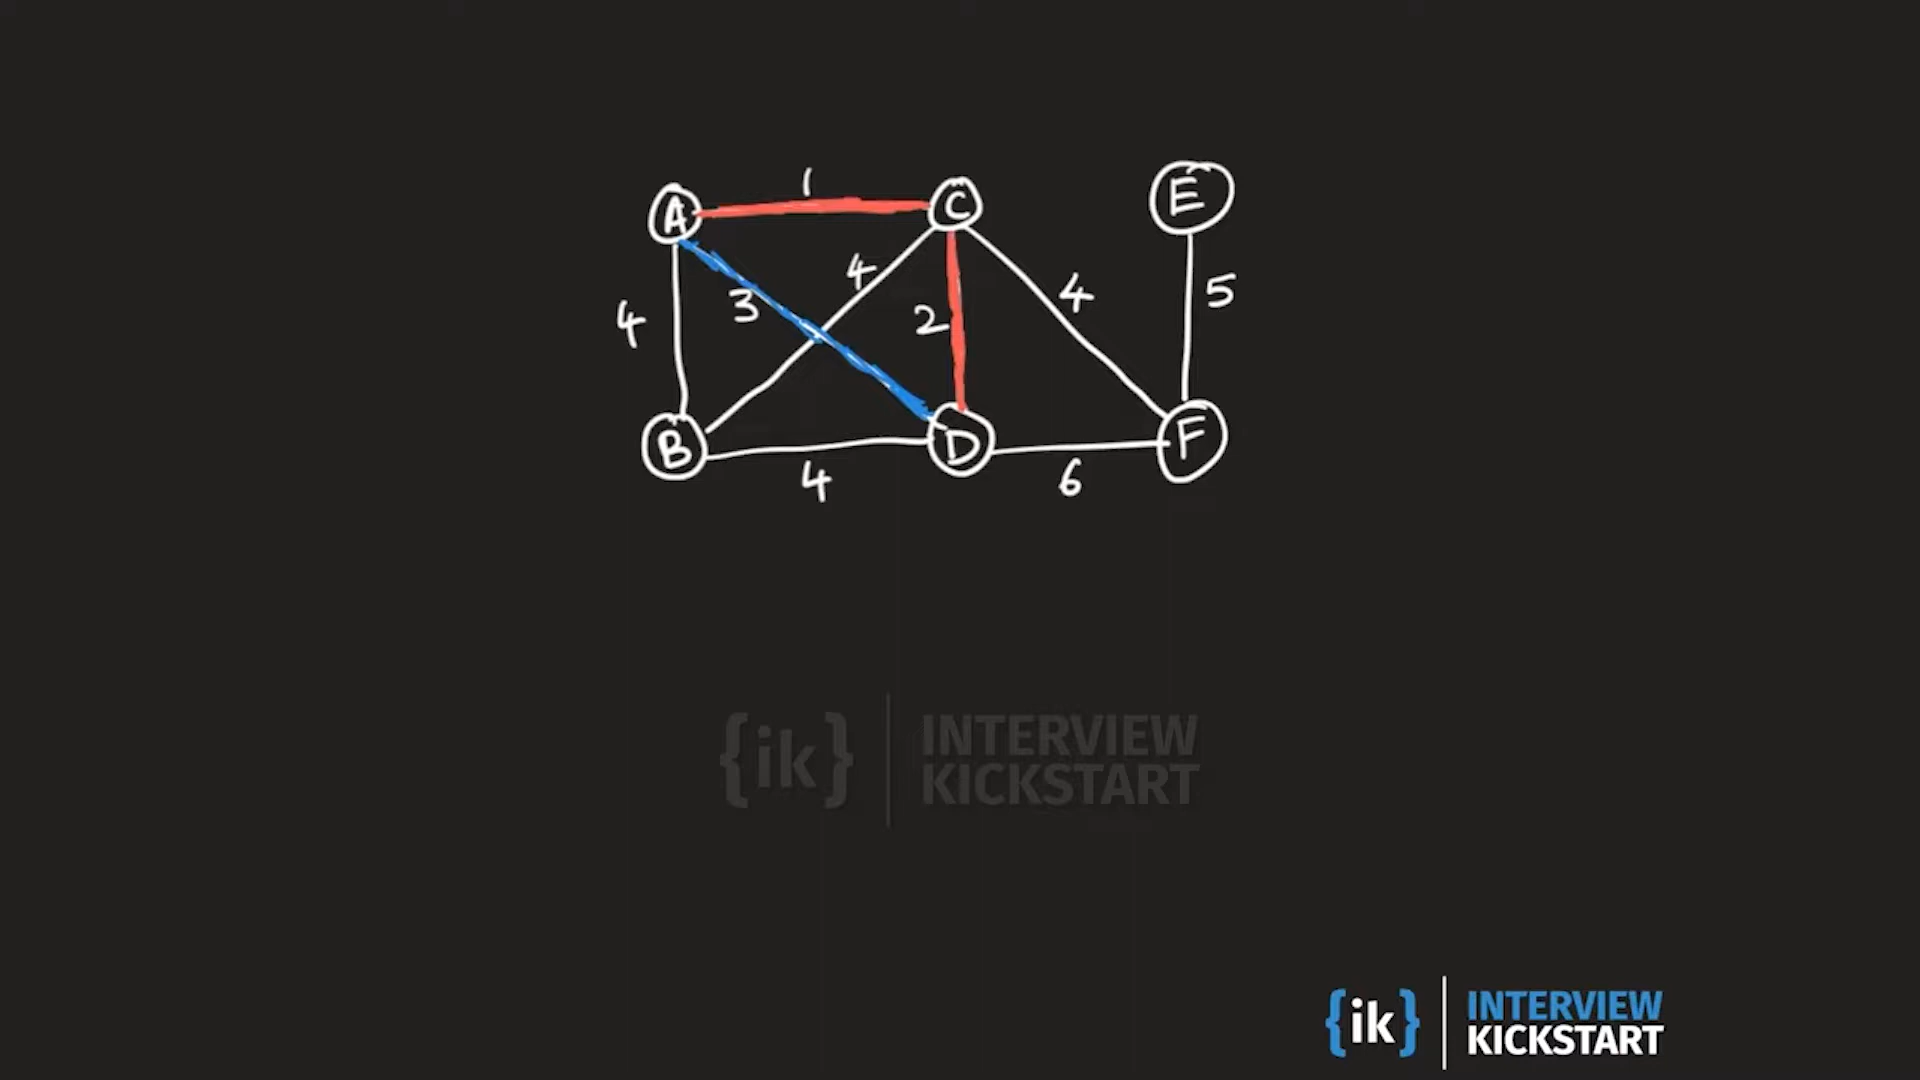 1
A
C
E
4
3
4
2
4
5
B
D
F
4
6
{ik} INTERVIEW
KICKSTART
{ik} INTERVIEW
KICKSTART